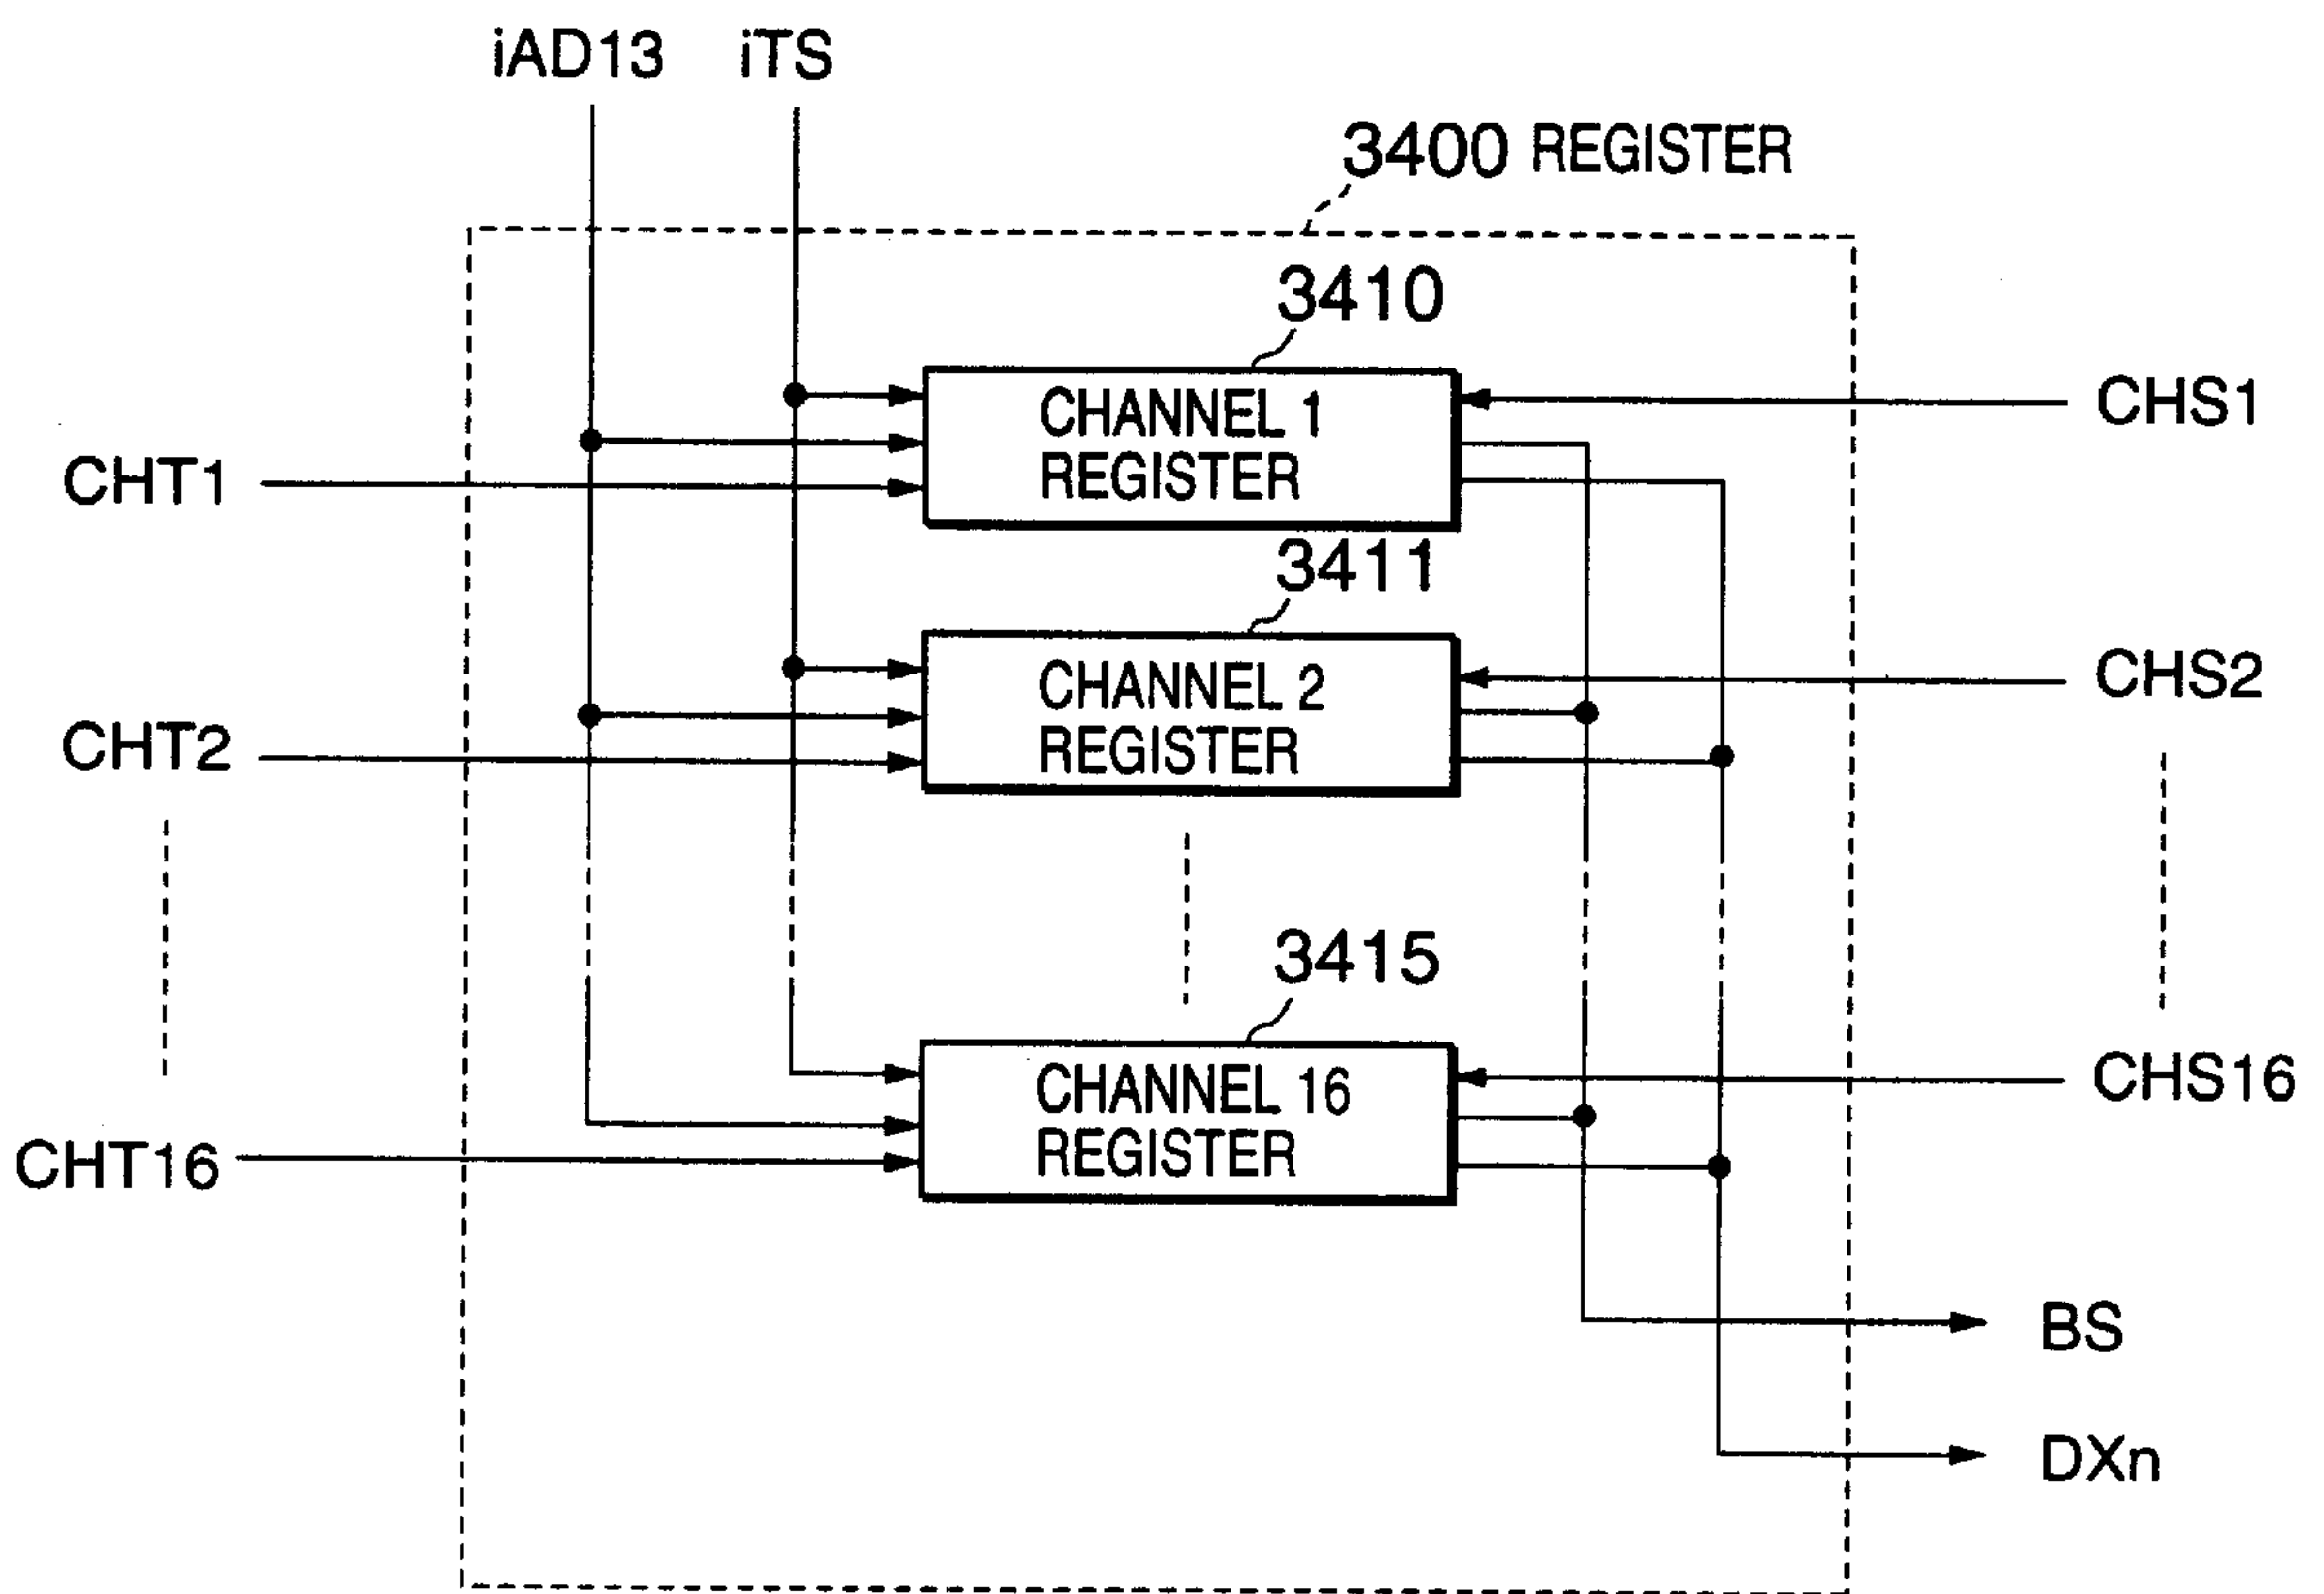 iAD13 iTS
3400 REGISTER
3410
CHANNEL 1
REGISTER
CHS1
CHT1
3411
CHANNEL 2
REGISTER
CHS2
CHT2
3415
CHANNEL 16
REGISTER
CHS16
CHT16
BS
DXn